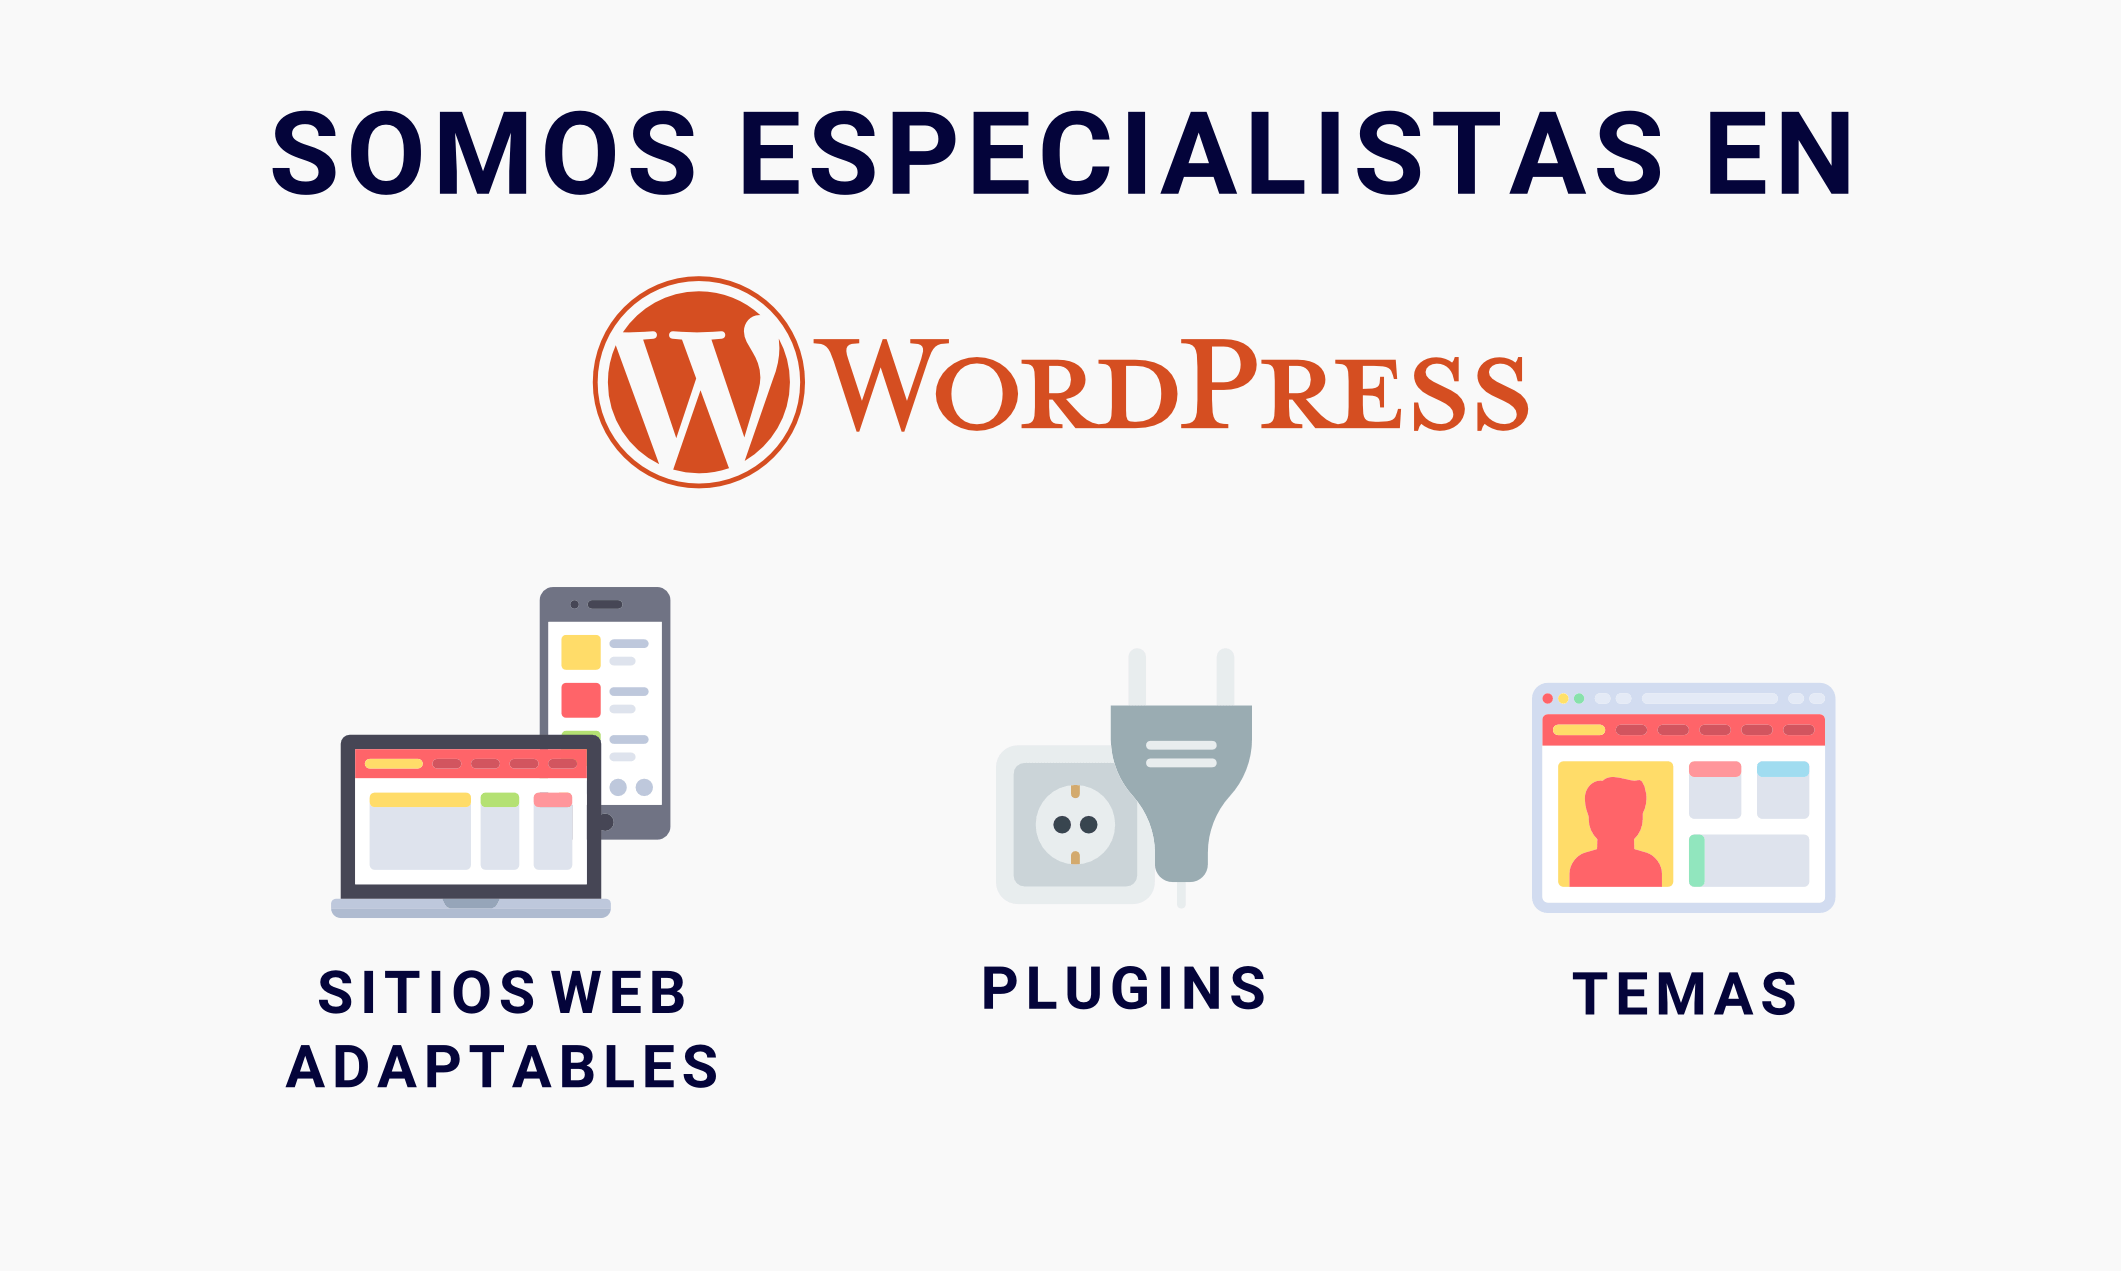 SOMOS ESPECIALISTAS EN
WORDPRESS
SITIOS WEB
ADAPTABLES
PLUGINS
TEMAS